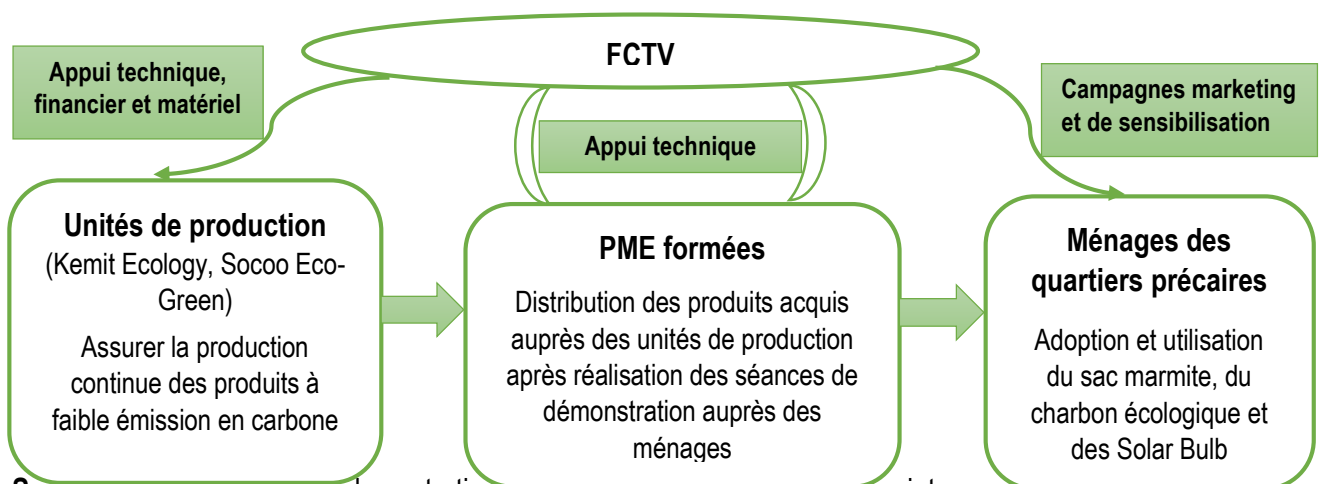 FCTV
Appui technique,
financier et matériel
Appui technique
Campagnes marketing
et de sensibilisation
Unités de production
(Kemit Ecology, Socoo Eco-
Green)
Assurer la production
continue des produits à
faible émission en carbone
PME formées
Distribution des produits acquis
auprès des unités de production
après réalisation des séances de
démonstration auprès des
ménages
Ménages des
quartiers précaires
Adoption et utilisation
du sac marmite, du
charbon écologique et
des Solar Bulb